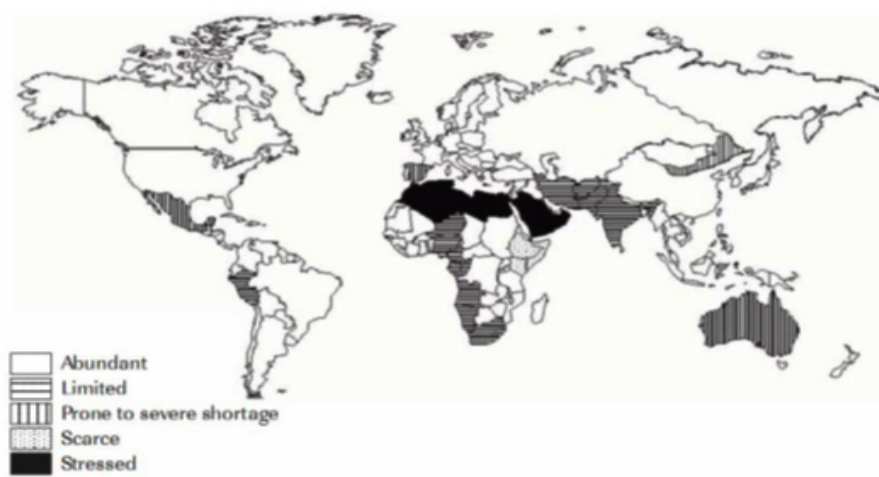 Abundant
Limited
Prone to severe shortage
Scarce
Stressed